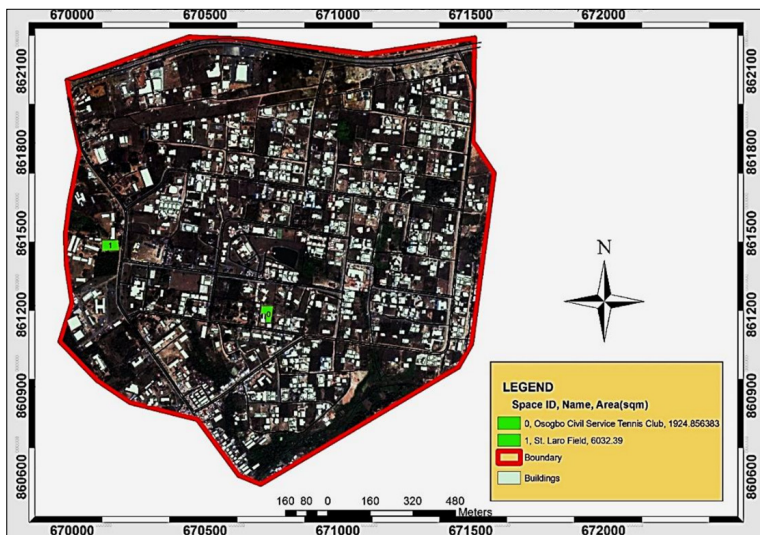 670000 670500 671000 671500 672000
862100 862100
861800 861800
861500 861500
1
N
861200 861200
0
860900 860900
LEGEND
Space ID, Name, Area(sqm)
0, Osogbo Civil Service Tennis Club, 1924.856383
1, St. Laro Field, 6032.39
Boundary
Buildings
860600 860600
160 80 0 160 320 480
Meters
670000 670500 671000 671500 672000